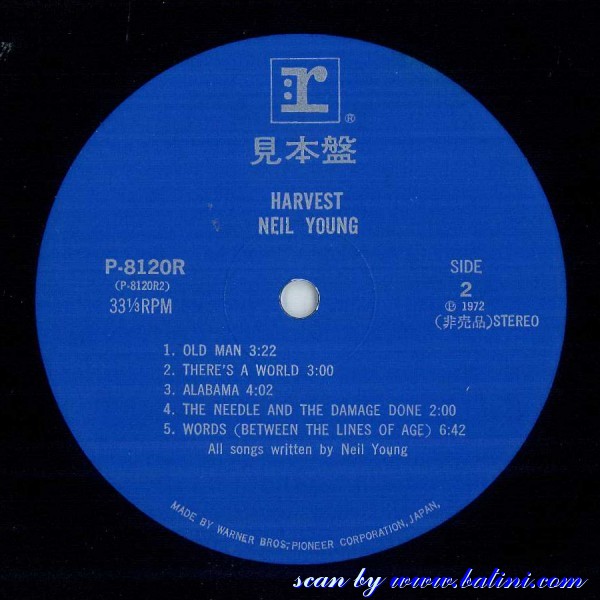 r
®
見本盤
HARVEST
NEIL YOUNG
P-8120R
(P-8120R2)
33⅓RPM
SIDE
2
Ⓟ 1972
(非売品)STEREO
1. OLD MAN 3:22
2. THERE'S A WORLD 3:00
3. ALABAMA 4:02
4. THE NEEDLE AND THE DAMAGE DONE 2:00
5. WORDS (BETWEEN THE LINES OF AGE) 6:42
All songs written by Neil Young
MADE BY WARNER BROS.-PIONEER CORPORATION, JAPAN.
scan by www.batini.com